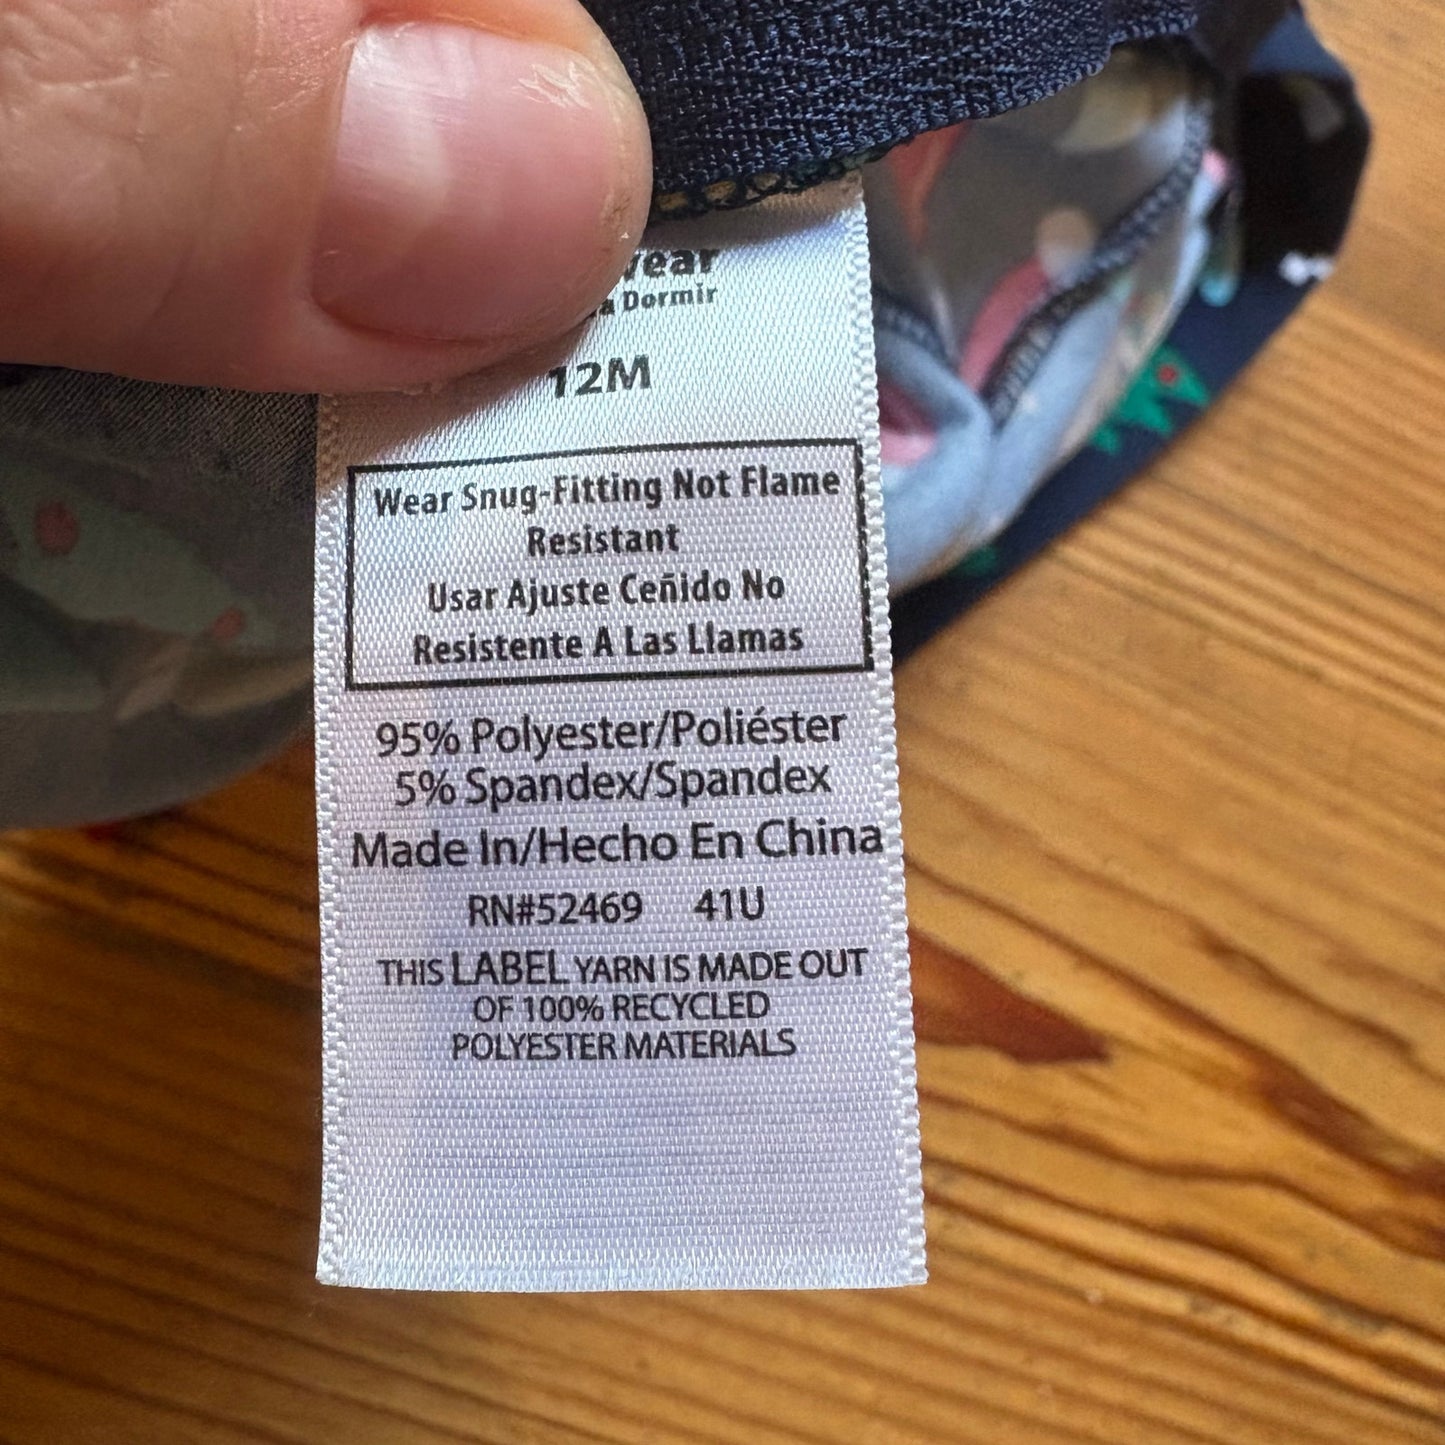 Dormir
12M
Wear Snug-Fitting Not Flame
Resistant
Usar Ajuste Ceñido No
Resistente A Las Llamas
95% Polyester/Poliéster
5% Spandex/Spandex
Made In/Hecho En China
RN#52469 41U
THIS LABEL YARN IS MADE OUT
OF 100% RECYCLED
POLYESTER MATERIALS